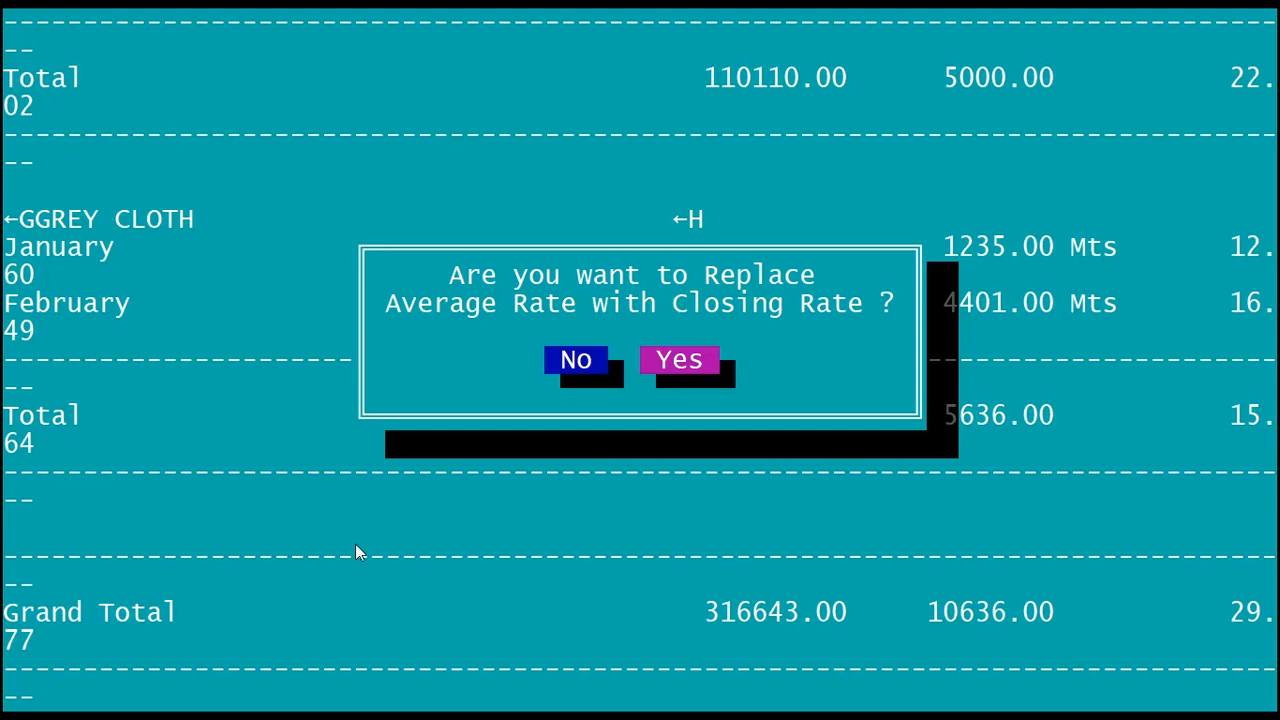 --------------------------------------------------------------------------------
--
Total 110110.00 5000.00 22.
02
--------------------------------------------------------------------------------
--
←GGREY CLOTH ←H
January 1235.00 Mts 12.
60
Are you want to Replace
February 4401.00 Mts 16.
Average Rate with Closing Rate ?
49
No Yes
--
Total 5636.00 15.
64
--------------------------------------------------------------------------------
--
--------------------------------------------------------------------------------
--
Grand Total 316643.00 10636.00 29.
77
--------------------------------------------------------------------------------
--